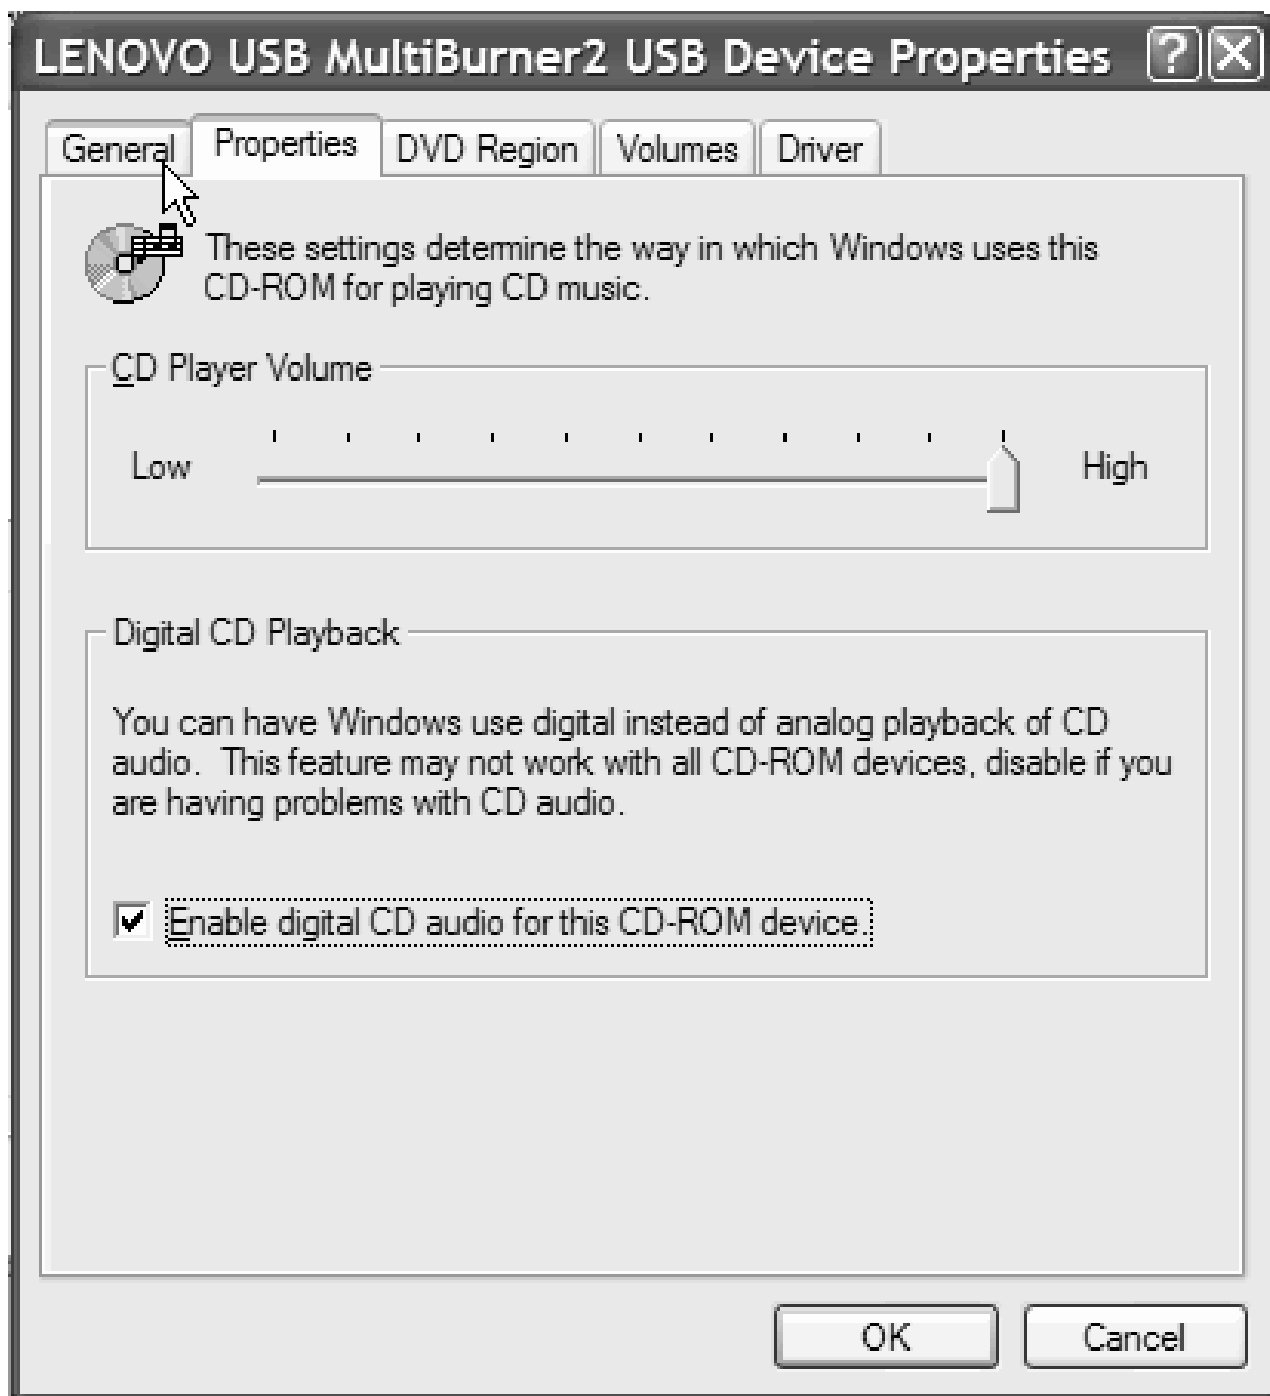 LENOVO USB MultiBurner2 USB Device Properties
General Properties DVD Region Volumes Driver
These settings determine the way in which Windows uses this
CD-ROM for playing CD music.
CD Player Volume
Low High
Digital CD Playback
You can have Windows use digital instead of analog playback of CD
audio.  This feature may not work with all CD-ROM devices, disable if you
are having problems with CD audio.
Enable digital CD audio for this CD-ROM device.
OK Cancel